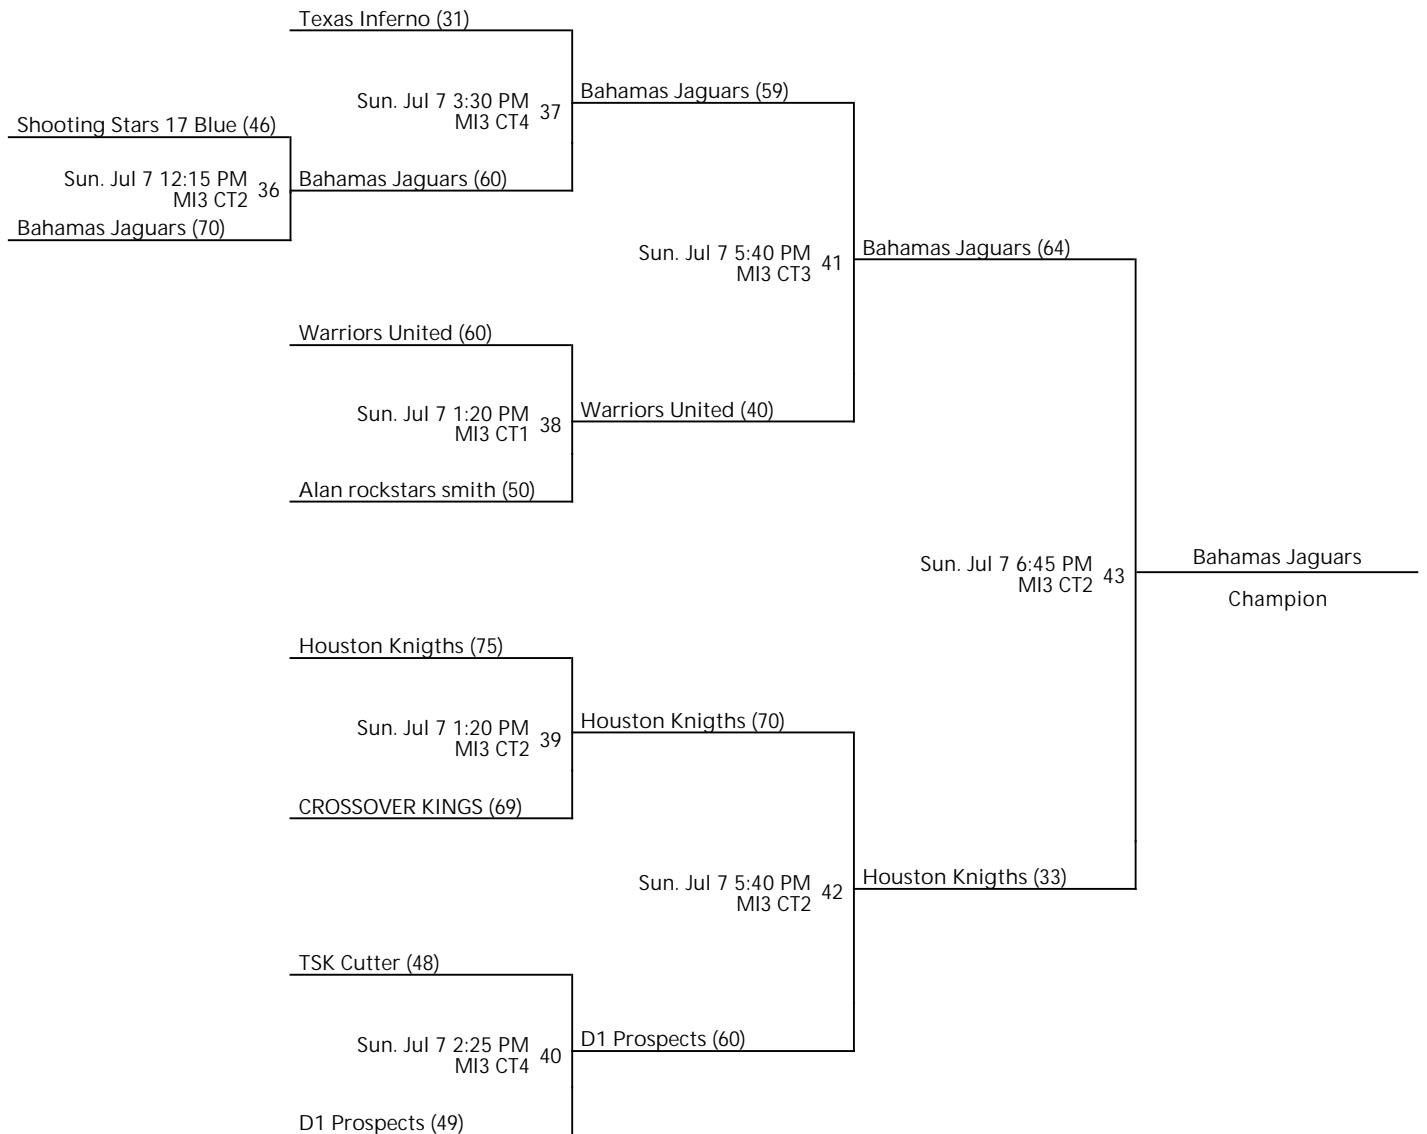 Texas Inferno (31)
Sun. Jul 7 3:30 PM
MI3 CT4
37
Bahamas Jaguars (59)
Shooting Stars 17 Blue (46)
Sun. Jul 7 12:15 PM
MI3 CT2
36
Bahamas Jaguars (60)
Bahamas Jaguars (70)
Sun. Jul 7 5:40 PM
MI3 CT3
41
Bahamas Jaguars (64)
Warriors United (60)
Sun. Jul 7 1:20 PM
MI3 CT1
38
Warriors United (40)
Alan rockstars smith (50)
Sun. Jul 7 6:45 PM
MI3 CT2
43
Bahamas Jaguars
Champion
Houston Knigths (75)
Sun. Jul 7 1:20 PM
MI3 CT2
39
Houston Knigths (70)
CROSSOVER KINGS (69)
Sun. Jul 7 5:40 PM
MI3 CT2
42
Houston Knigths (33)
TSK Cutter (48)
Sun. Jul 7 2:25 PM
MI3 CT4
40
D1 Prospects (60)
D1 Prospects (49)